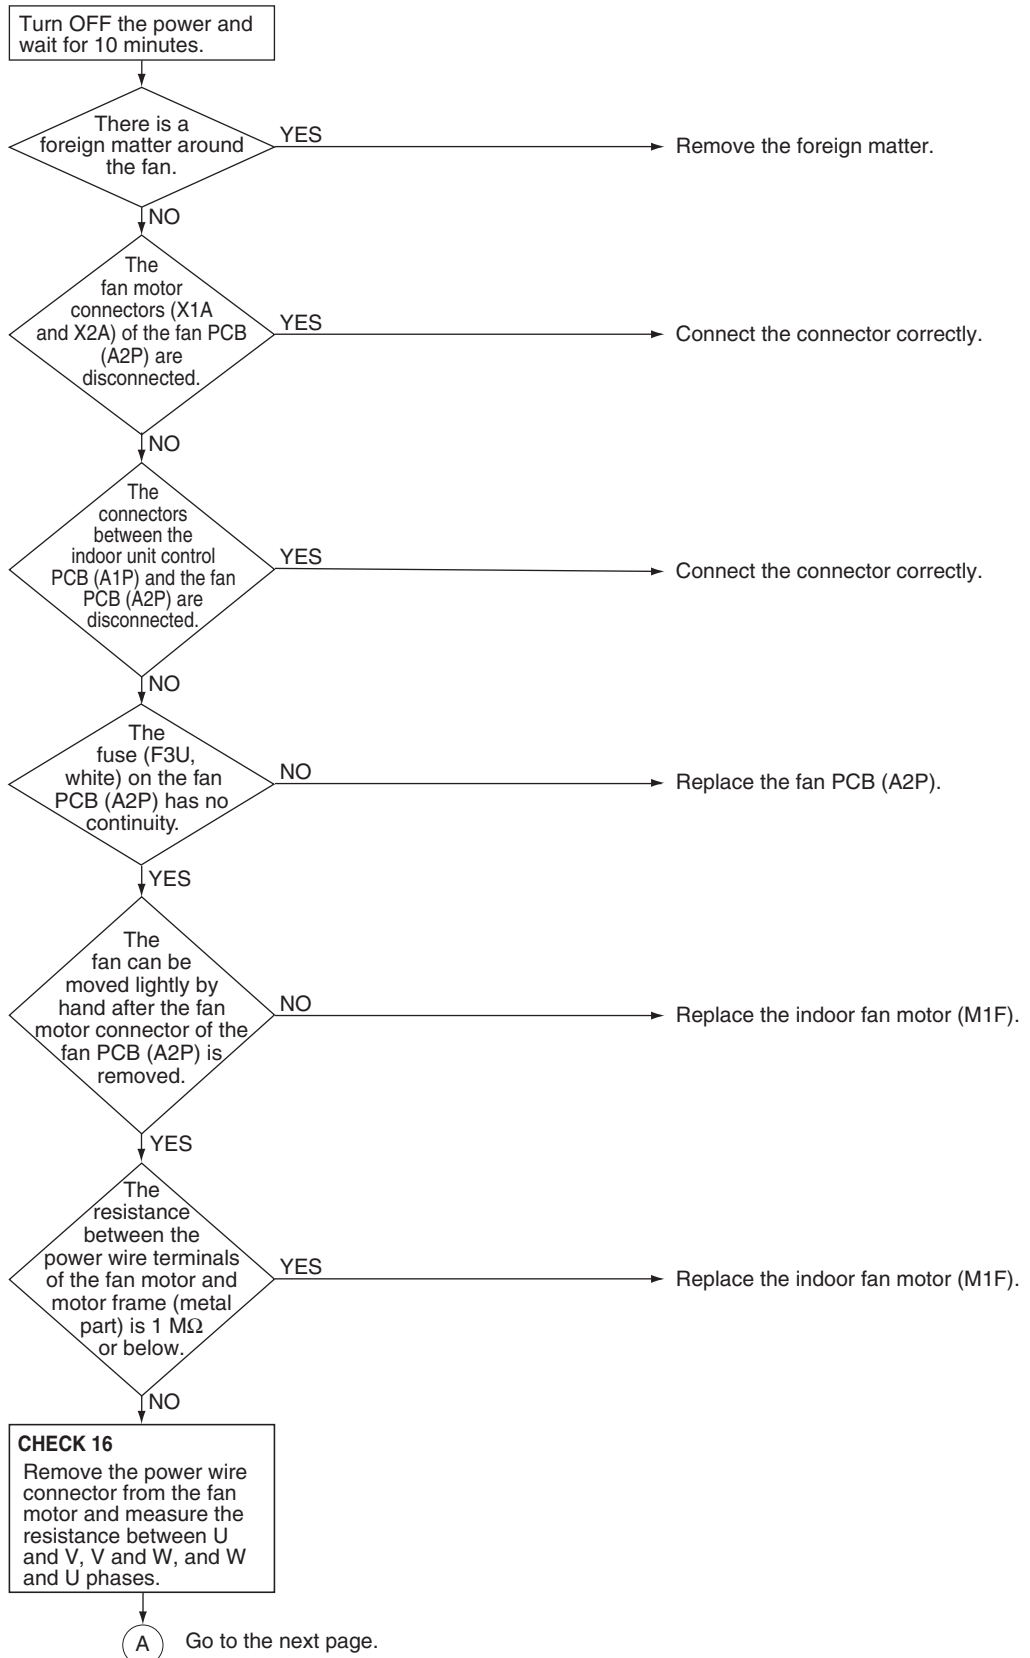 Turn OFF the power and
wait for 10 minutes.
There is a
foreign matter around
the fan.
YES
Remove the foreign matter.
NO
The
fan motor
connectors (X1A
and X2A) of the fan PCB
(A2P) are
disconnected.
YES
Connect the connector correctly.
NO
The
connectors
between the
indoor unit control
PCB (A1P) and the fan
PCB (A2P) are
disconnected.
YES
Connect the connector correctly.
NO
The
fuse (F3U,
white) on the fan
PCB (A2P) has no
continuity.
NO
Replace the fan PCB (A2P).
YES
The
fan can be
moved lightly by
hand after the fan
motor connector of the
fan PCB (A2P) is
removed.
NO
Replace the indoor fan motor (M1F).
YES
The
resistance
between the
power wire terminals
of the fan motor and
motor frame (metal
part) is 1 MΩ
or below.
YES
Replace the indoor fan motor (M1F).
NO
CHECK 16
Remove the power wire
connector from the fan
motor and measure the
resistance between U
and V, V and W, and W
and U phases.
A
Go to the next page.